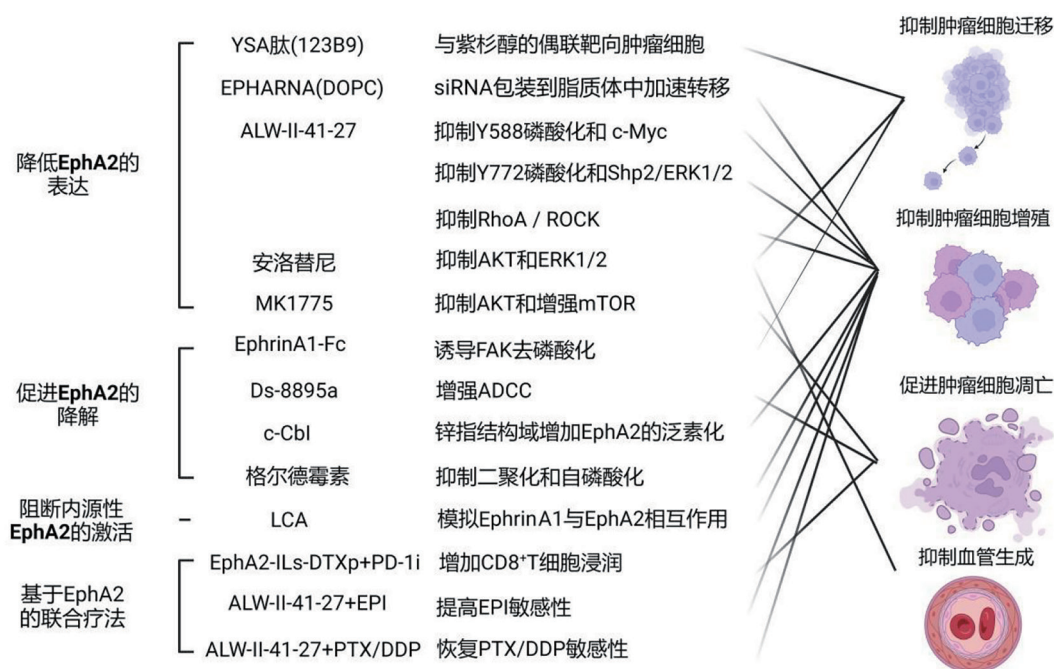 YSA肽(123B9) 与紫杉醇的偶联靶向肿瘤细胞
EPHARNA(DOPC) siRNA包装到脂质体中加速转移
ALW-II-41-27 抑制Y588磷酸化和 c-Myc
抑制Y772磷酸化和Shp2/ERK1/2
降低EphA2的
表达
抑制RhoA / ROCK
安洛替尼 抑制AKT和ERK1/2
MK1775 抑制AKT和增强mTOR
EphrinA1-Fc 诱导FAK去磷酸化
促进EphA2的
降解
Ds-8895a 增强ADCC
c-Cbl 锌指结构域增加EphA2的泛素化
格尔德霉素 抑制二聚化和自磷酸化
阻断内源性
EphA2的激活
LCA 模拟EphrinA1与EphA2相互作用
EphA2-ILs-DTXp+PD-1i 增加CD8⁺T细胞浸润
基于EphA2
的联合疗法
ALW-II-41-27+EPI 提高EPI敏感性
ALW-II-41-27+PTX/DDP 恢复PTX/DDP敏感性
抑制肿瘤细胞迁移
抑制肿瘤细胞增殖
促进肿瘤细胞凋亡
抑制血管生成